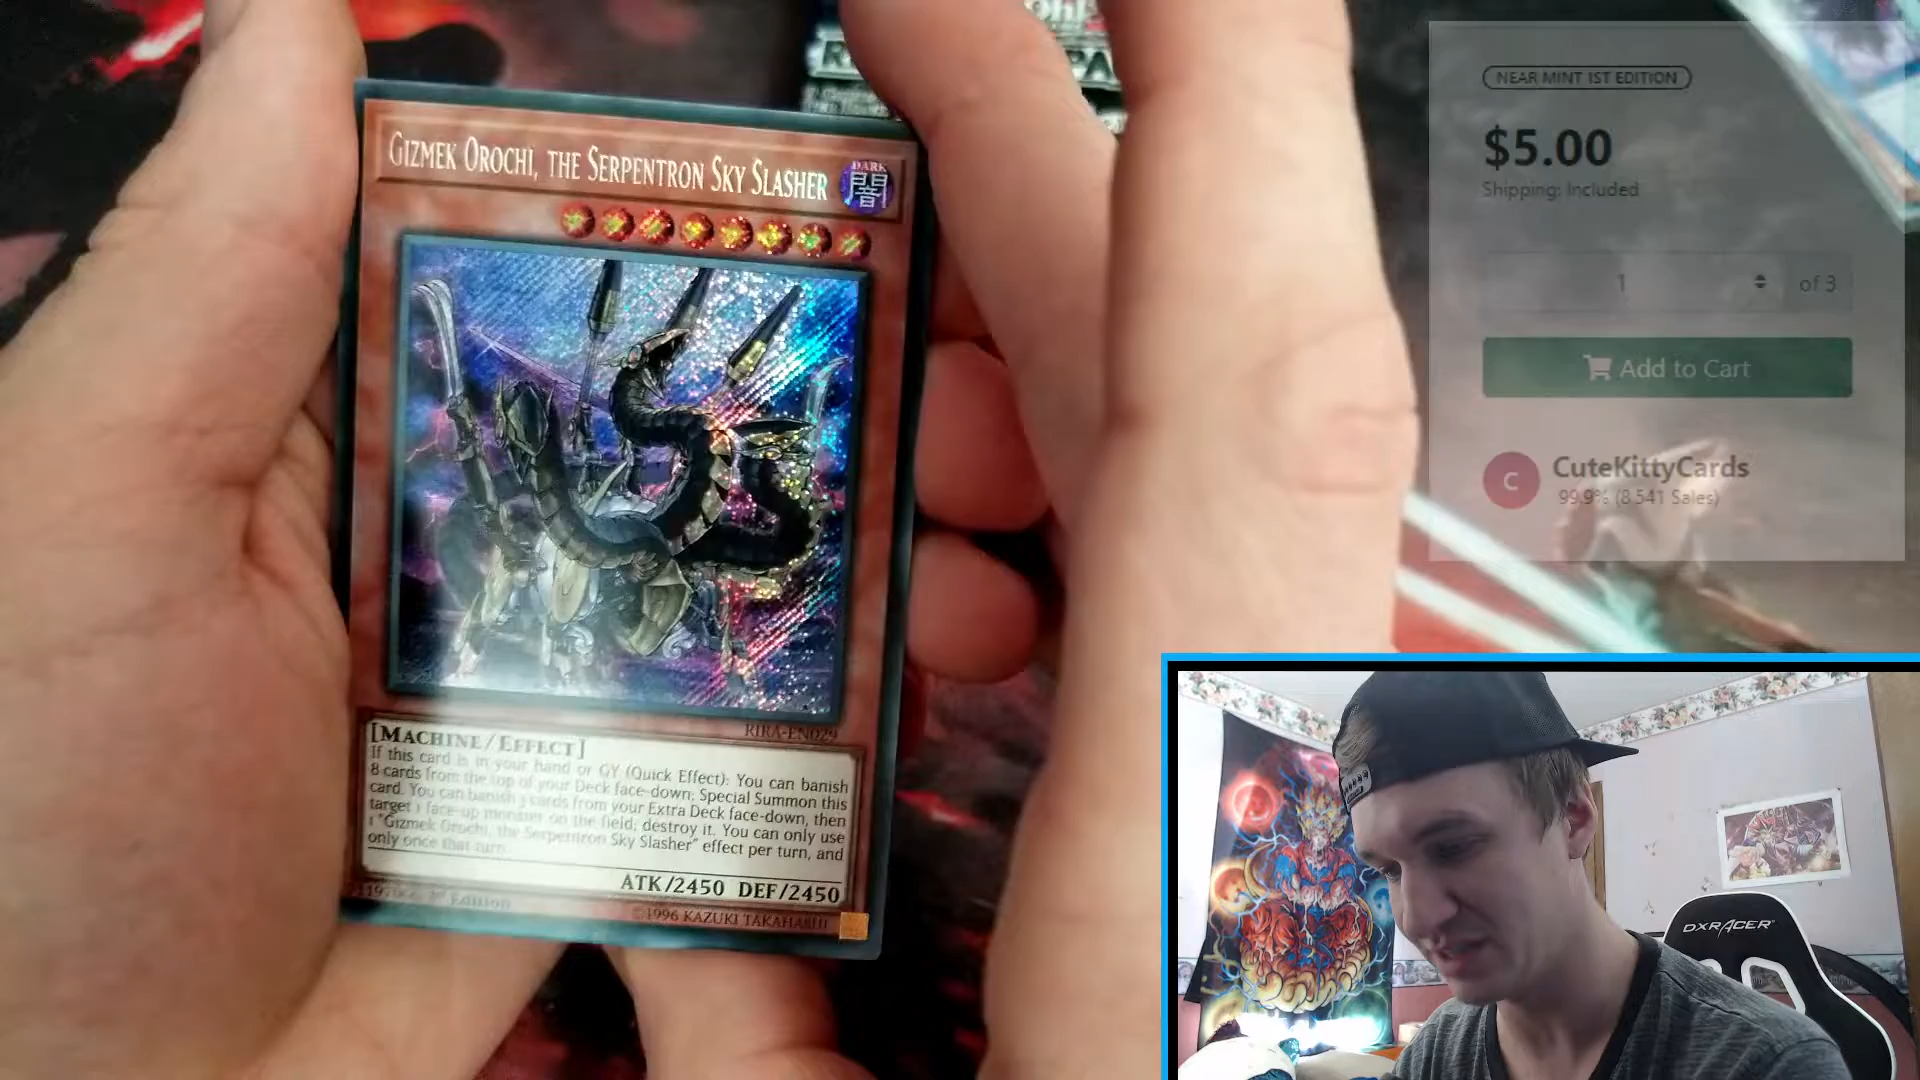 GIZMEK OROCHI, THE SERPENTRON SKY SLASHER
DARK
闇
RIRA-EN029
[MACHINE/EFFECT]
If this card is in your hand or GY (Quick Effect): You can banish
8 cards from the top of your Deck face-down; Special Summon this
card. You can banish 3 cards from your Extra Deck face-down, then
target 1 face-up monster on the field; destroy it. You can only use
1 "Gizmek Orochi, the Serpentron Sky Slasher" effect per turn, and
only once that turn.
ATK/2450 DEF/2450
1st Edition
©1996 KAZUKI TAKAHASHI
NEAR MINT 1ST EDITION
$5.00
Shipping: Included
1
of 3
Add to Cart
C
CuteKittyCards
99.9% (8,541 Sales)
DXRACER